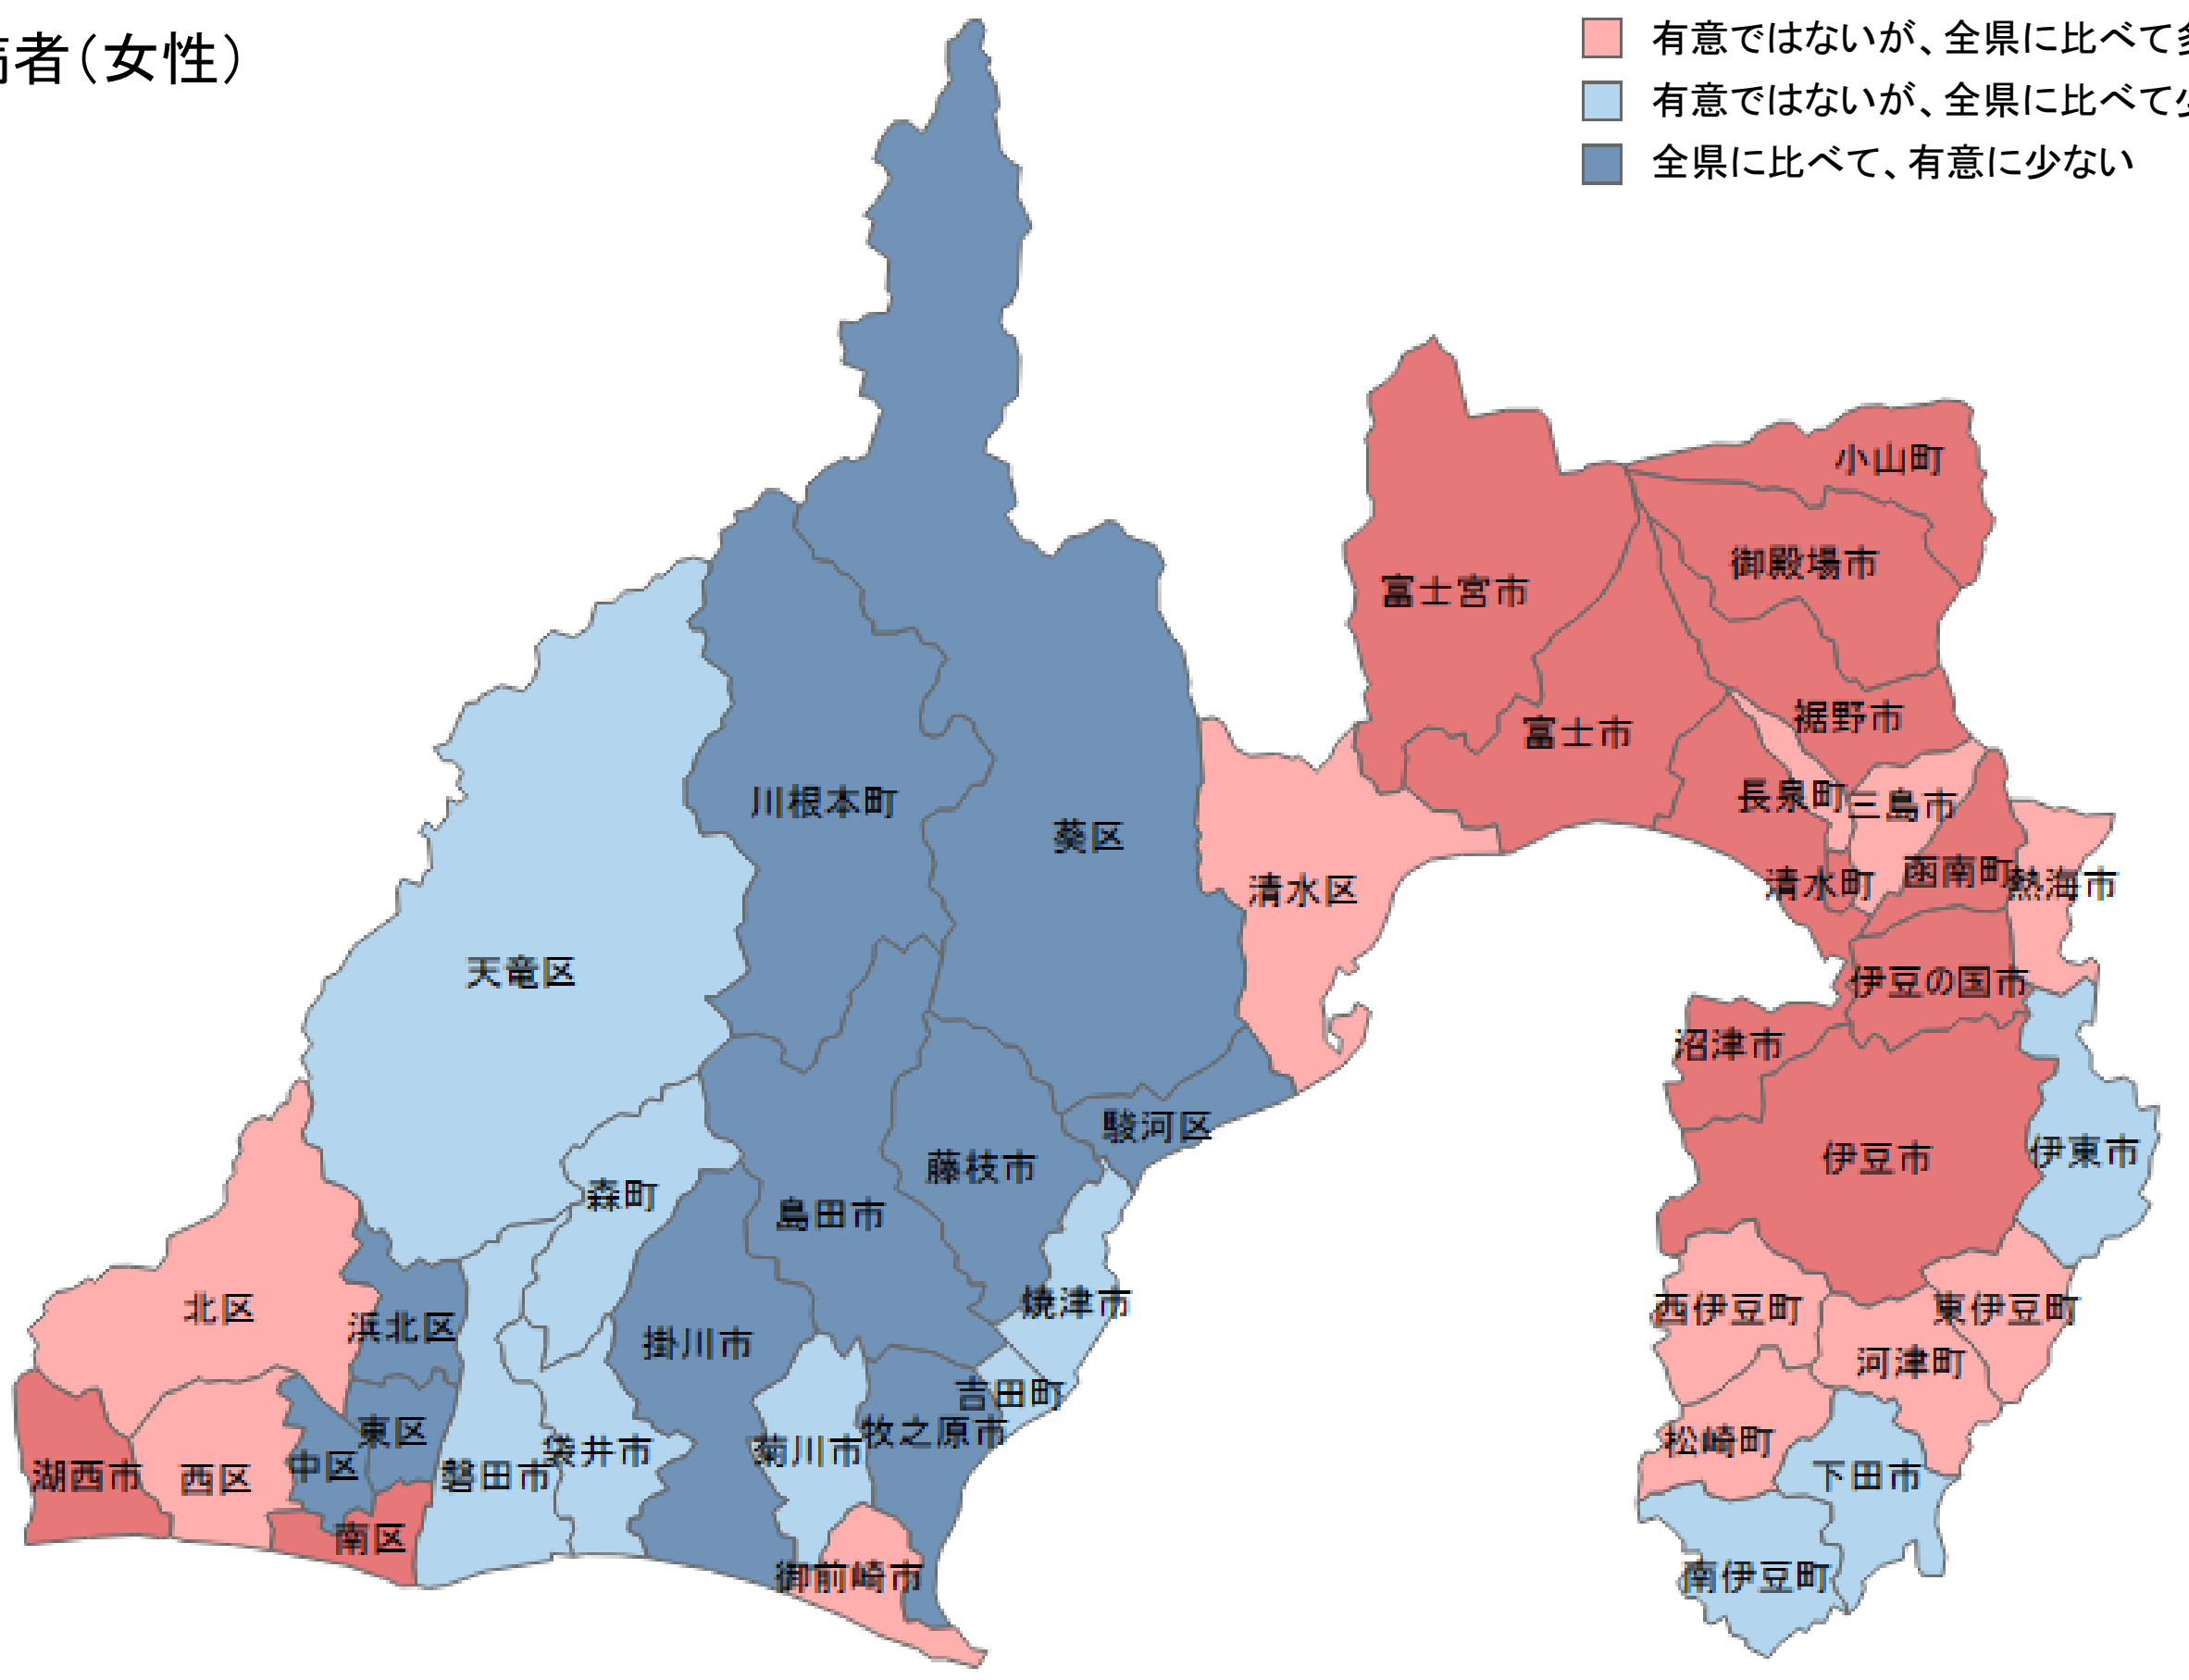 者（女性）
有意ではないが、全県に比べて
有意ではないが、全県に比べて
全県に比べて、有意に少ない
小山町
御殿場市
富士宮市
裾野市
富士市
長泉町
三島市
川根本町
葵区
函南町
清水区
清水町
熱海市
天竜区
伊豆の国市
沼津市
駿河区
伊豆市
伊東市
藤枝市
森町
島田市
焼津市
北区
西伊豆町
東伊豆町
浜北区
掛川市
河津町
吉田町
東区
牧之原市
松崎町
袋井市
菊川市
中区
湖西市
西区
磐田市
下田市
南区
御前崎市
南伊豆町